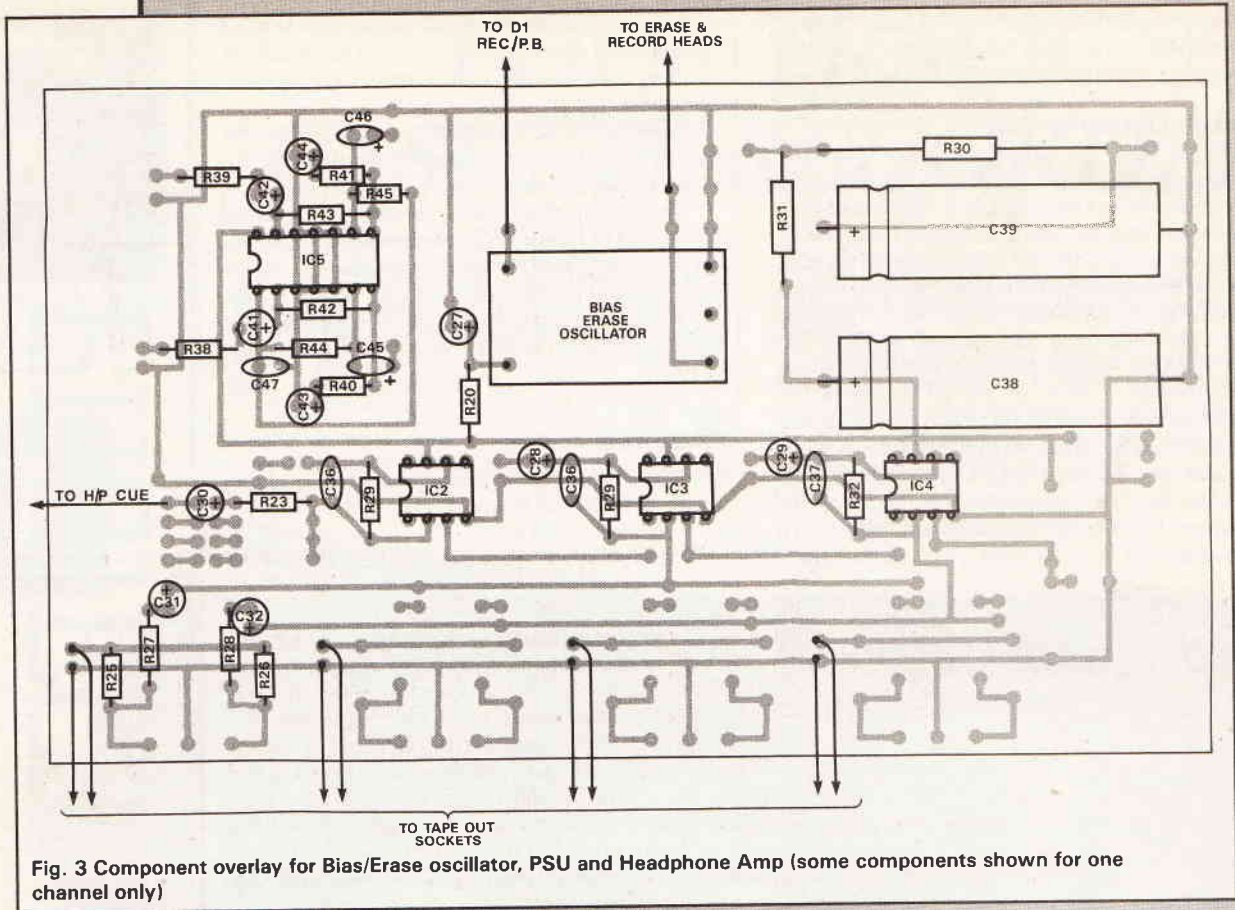 TO D1
REC/P.B.
TO ERASE &
RECORD HEADS
C46
C44
R41
R39
C42
R45
R43
IC5
R42
C41
R38
R44
C45
C47
R40
C43
C27
R20
BIAS
ERASE
OSCILLATOR
R30
R31
C39
+
C38
+
C36
R29
IC2
C28
C36
R29
IC3
C29
C37
R32
IC4
TO H/P CUE
C30
R23
C31
R27
C32
R28
R25
R26
TO TAPE OUT
SOCKETS
Fig. 3 Component overlay for Bias/Erase oscillator, PSU and Headphone Amp (some components shown for one
channel only)